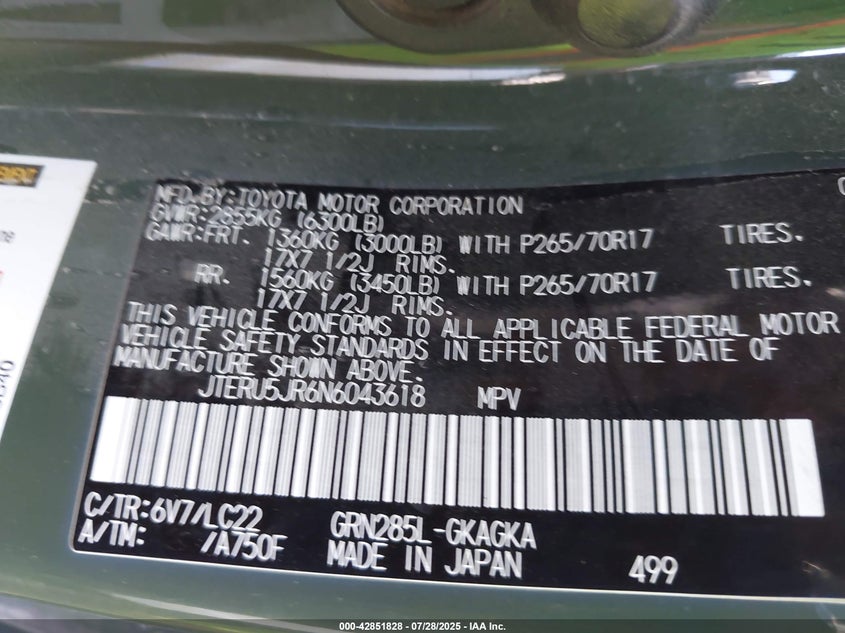 EMENT
ne
MFD.BY:TOYOTA MOTOR CORPORATION
GVWR:2855KG (6300LB)
GAWR:FRT. 1360KG (3000LB) WITH P265/70R17 TIRES.
17X7 1/2J RIMS.
RR. 1560KG (3450LB) WITH P265/70R17 TIRES.
17X7 1/2J RIMS.
THIS VEHICLE CONFORMS TO ALL APPLICABLE FEDERAL MOTOR
VEHICLE SAFETY STANDARDS IN EFFECT ON THE DATE OF
MANUFACTURE SHOWN ABOVE.
JTERU5JR6N6043618 MPV
C/TR:6V7/LC22 GRN285L-GKAGKA
A/TM: /A750F MADE IN JAPAN 499
000-42851828 - 07/28/2025 - IAA Inc.